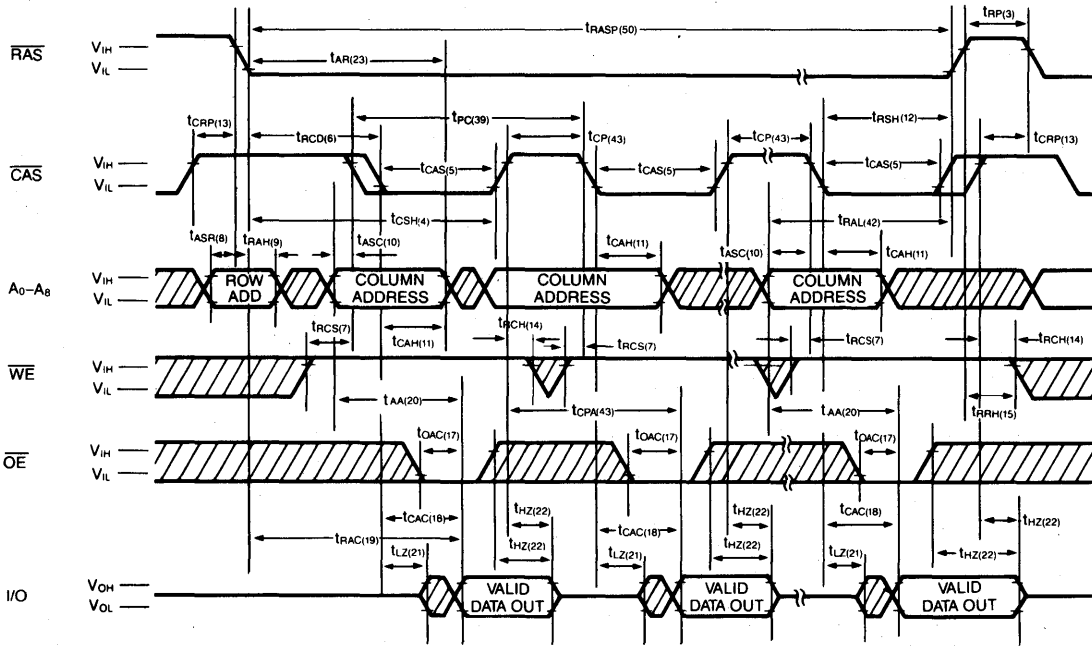 tRP(3)
tRASP(50)
RAS
VIH
VIL
tAR(23)
tCRP(13)
tRCD(6)
tPC(39)
tCP(43)
tCP(43)
tRSH(12)
tCRP(13)
CAS
VIH
VIL
tCAS(5)
tCAS(5)
tCAS(5)
tCSH(4)
tRAL(42)
tASR(8)
tRAH(9)
tASC(10)
tCAH(11)
tASC(10)
tCAH(11)
A0–A8
VIH
VIL
ROW
ADD
COLUMN
ADDRESS
COLUMN
ADDRESS
COLUMN
ADDRESS
tRCS(7)
tCAH(11)
tRCH(14)
tRCS(7)
tRCS(7)
tRCH(14)
WE
VIH
VIL
tAA(20)
tCPA(43)
tAA(20)
tRRH(15)
OE
VIH
VIL
tOAC(17)
tOAC(17)
tOAC(17)
tCAC(18)
tRAC(19)
tHZ(22)
tCAC(18)
tHZ(22)
tCAC(18)
tHZ(22)
tLZ(21)
tHZ(22)
tLZ(21)
tHZ(22)
tLZ(21)
tHZ(22)
I/O
VOH
VOL
VALID
DATA OUT
VALID
DATA OUT
VALID
DATA OUT